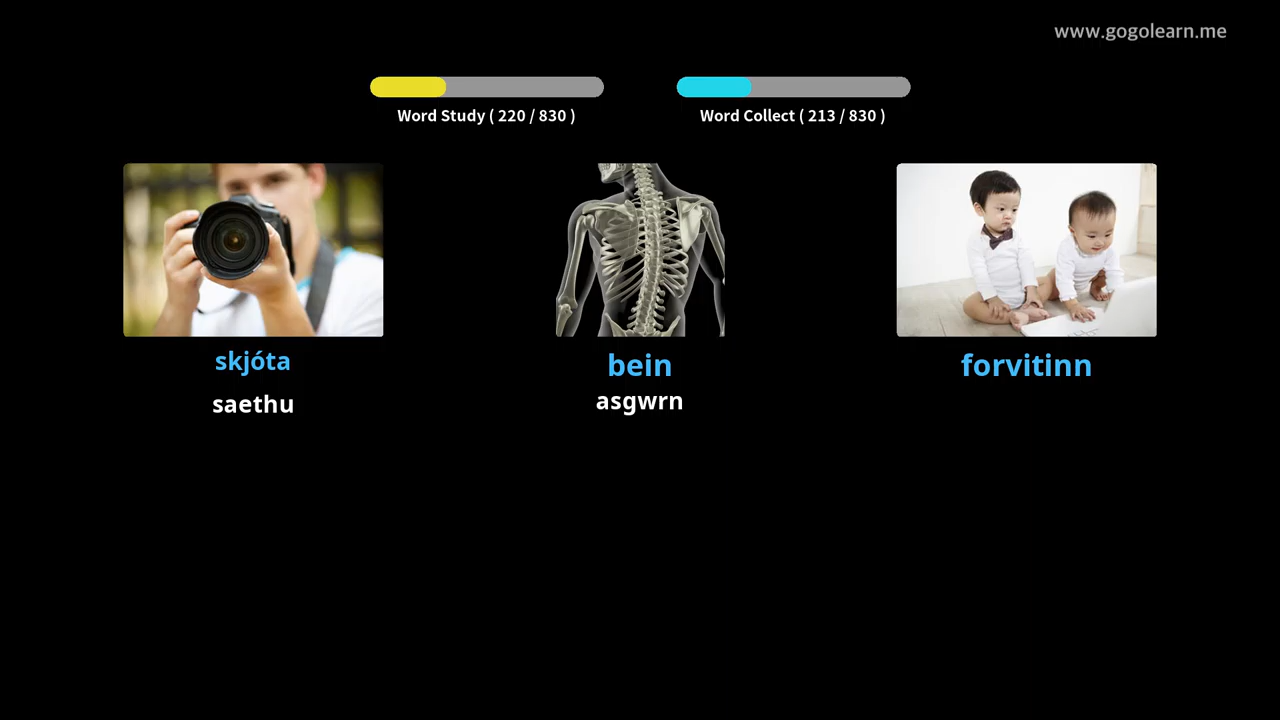 www.gogolearn.me
Word Study ( 220 / 830 )
Word Collect ( 213 / 830 )
skjóta
saethu
bein
asgwrn
forvitinn